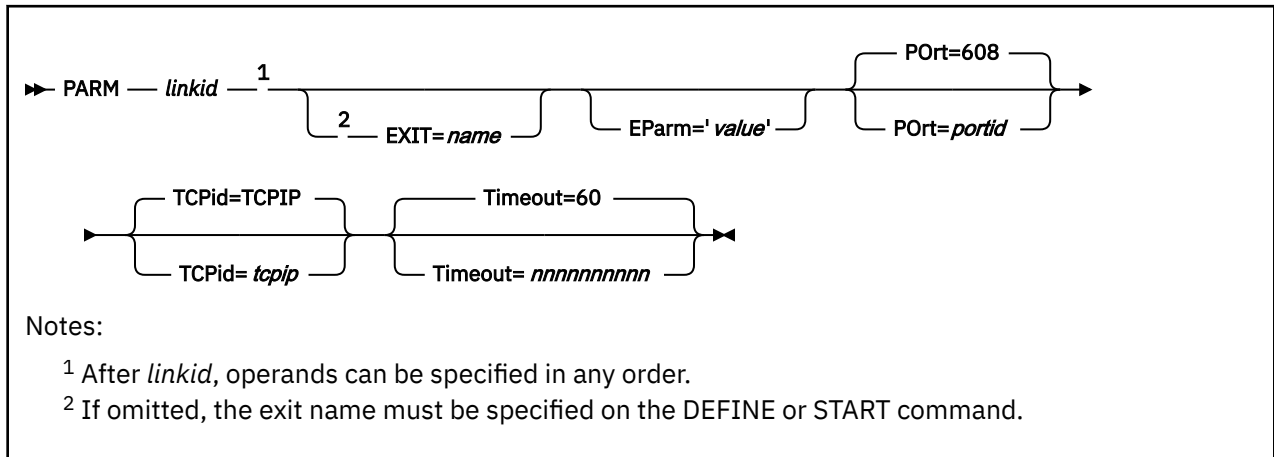 POrt=608
PARM linkid 1
2 EXIT=name EParm='value' POrt=portid
TCPid=TCPIP Timeout=60
TCPid=tcpip Timeout=nnnnnnnnnn
Notes:
1 After linkid, operands can be specified in any order.
2 If omitted, the exit name must be specified on the DEFINE or START command.